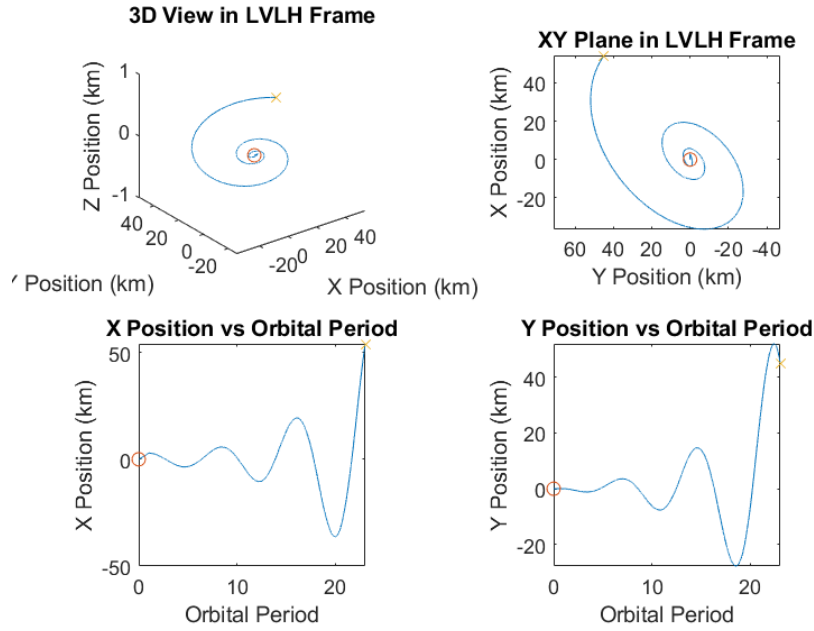 3D View in LVLH Frame
1
0
-1
Z Position (km)
40
20
0
-20
-20
0
20
40
Y Position (km)
X Position (km)
XY Plane in LVLH Frame
40
20
0
-20
X Position (km)
60
40
20
0
-20
-40
Y Position (km)
X Position vs Orbital Period
50
0
-50
X Position (km)
0
10
20
Orbital Period
Y Position vs Orbital Period
40
20
0
-20
Y Position (km)
0
10
20
Orbital Period